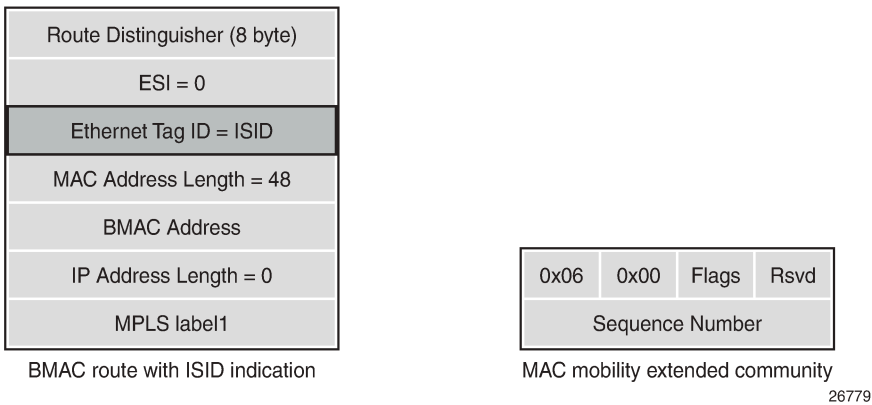 Route Distinguisher (8 byte)
ESI = 0
Ethernet Tag ID = ISID
MAC Address Length = 48
BMAC Address
IP Address Length = 0
MPLS label1
BMAC route with ISID indication
0x06 0x00 Flags Rsvd
Sequence Number
MAC mobility extended community
26779